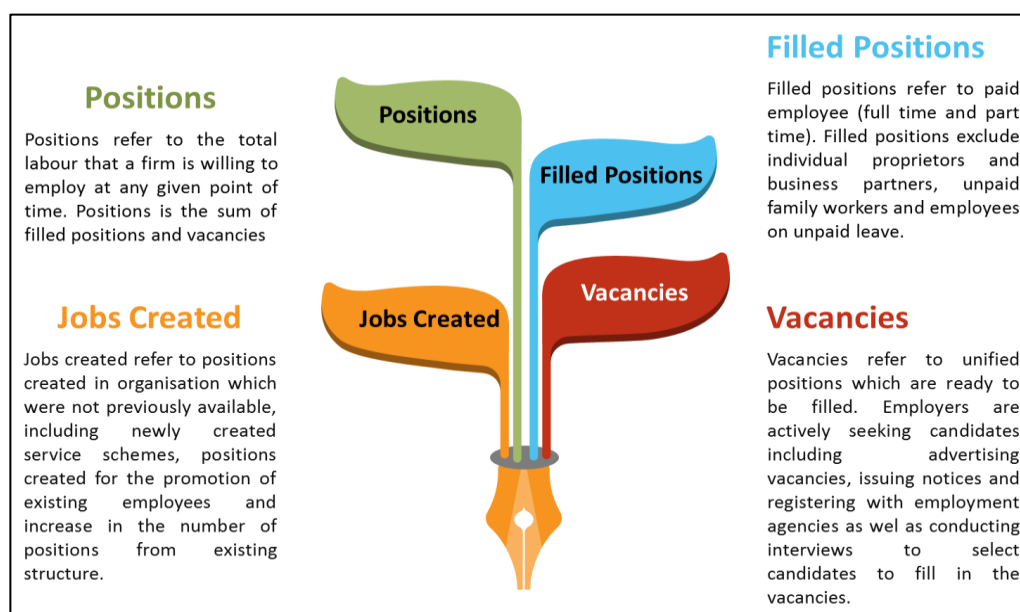 Positions
Positions refer to the total
labour that a firm is willing to
employ at any given point of
time. Positions is the sum of
filled positions and vacancies
Jobs Created
Jobs created refer to positions
created in organisation which
were not previously available,
including newly created
service schemes, positions
created for the promotion of
existing employees and
increase in the number of
positions from existing
structure.
Positions
Filled Positions
Vacancies
Jobs Created
Filled Positions
Filled positions refer to paid
employee (full time and part
time). Filled positions exclude
individual proprietors and
business partners, unpaid
family workers and employees
on unpaid leave.
Vacancies
Vacancies refer to unified
positions which are ready to
be filled. Employers are
actively seeking candidates
including advertising
vacancies, issuing notices and
registering with employment
agencies as wel as conducting
interviews to select
candidates to fill in the
vacancies.